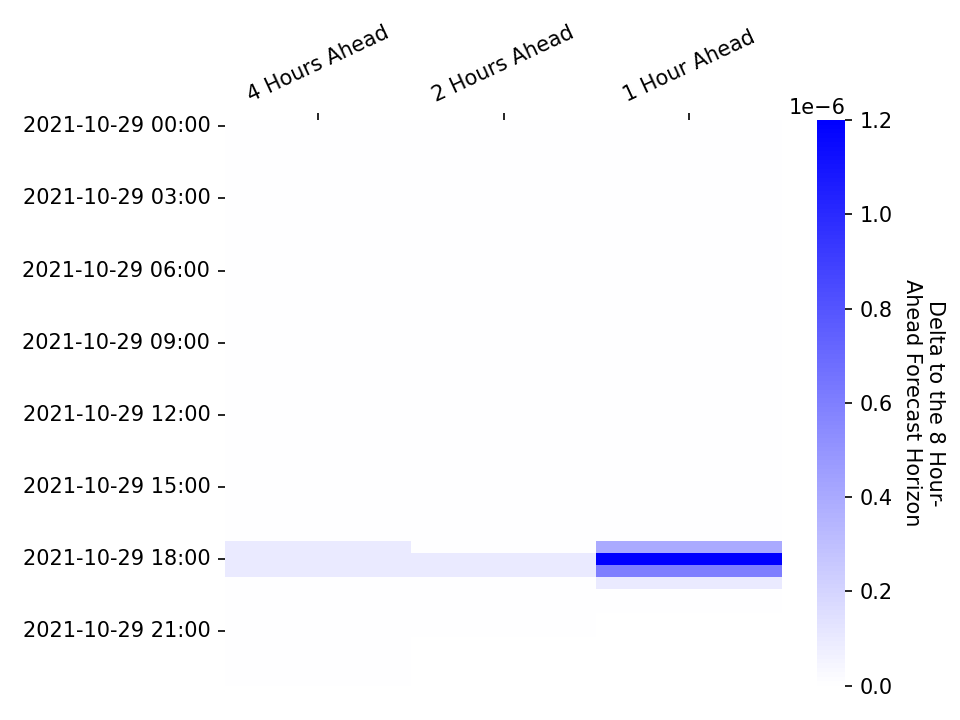 4 Hours Ahead
2 Hours Ahead
1 Hour Ahead
1e−6
2021-10-29 00:00
2021-10-29 03:00
2021-10-29 06:00
2021-10-29 09:00
2021-10-29 12:00
2021-10-29 15:00
2021-10-29 18:00
2021-10-29 21:00
1.2
1.0
0.8
0.6
0.4
0.2
0.0
Delta to the 8 Hour-
Ahead Forecast Horizon